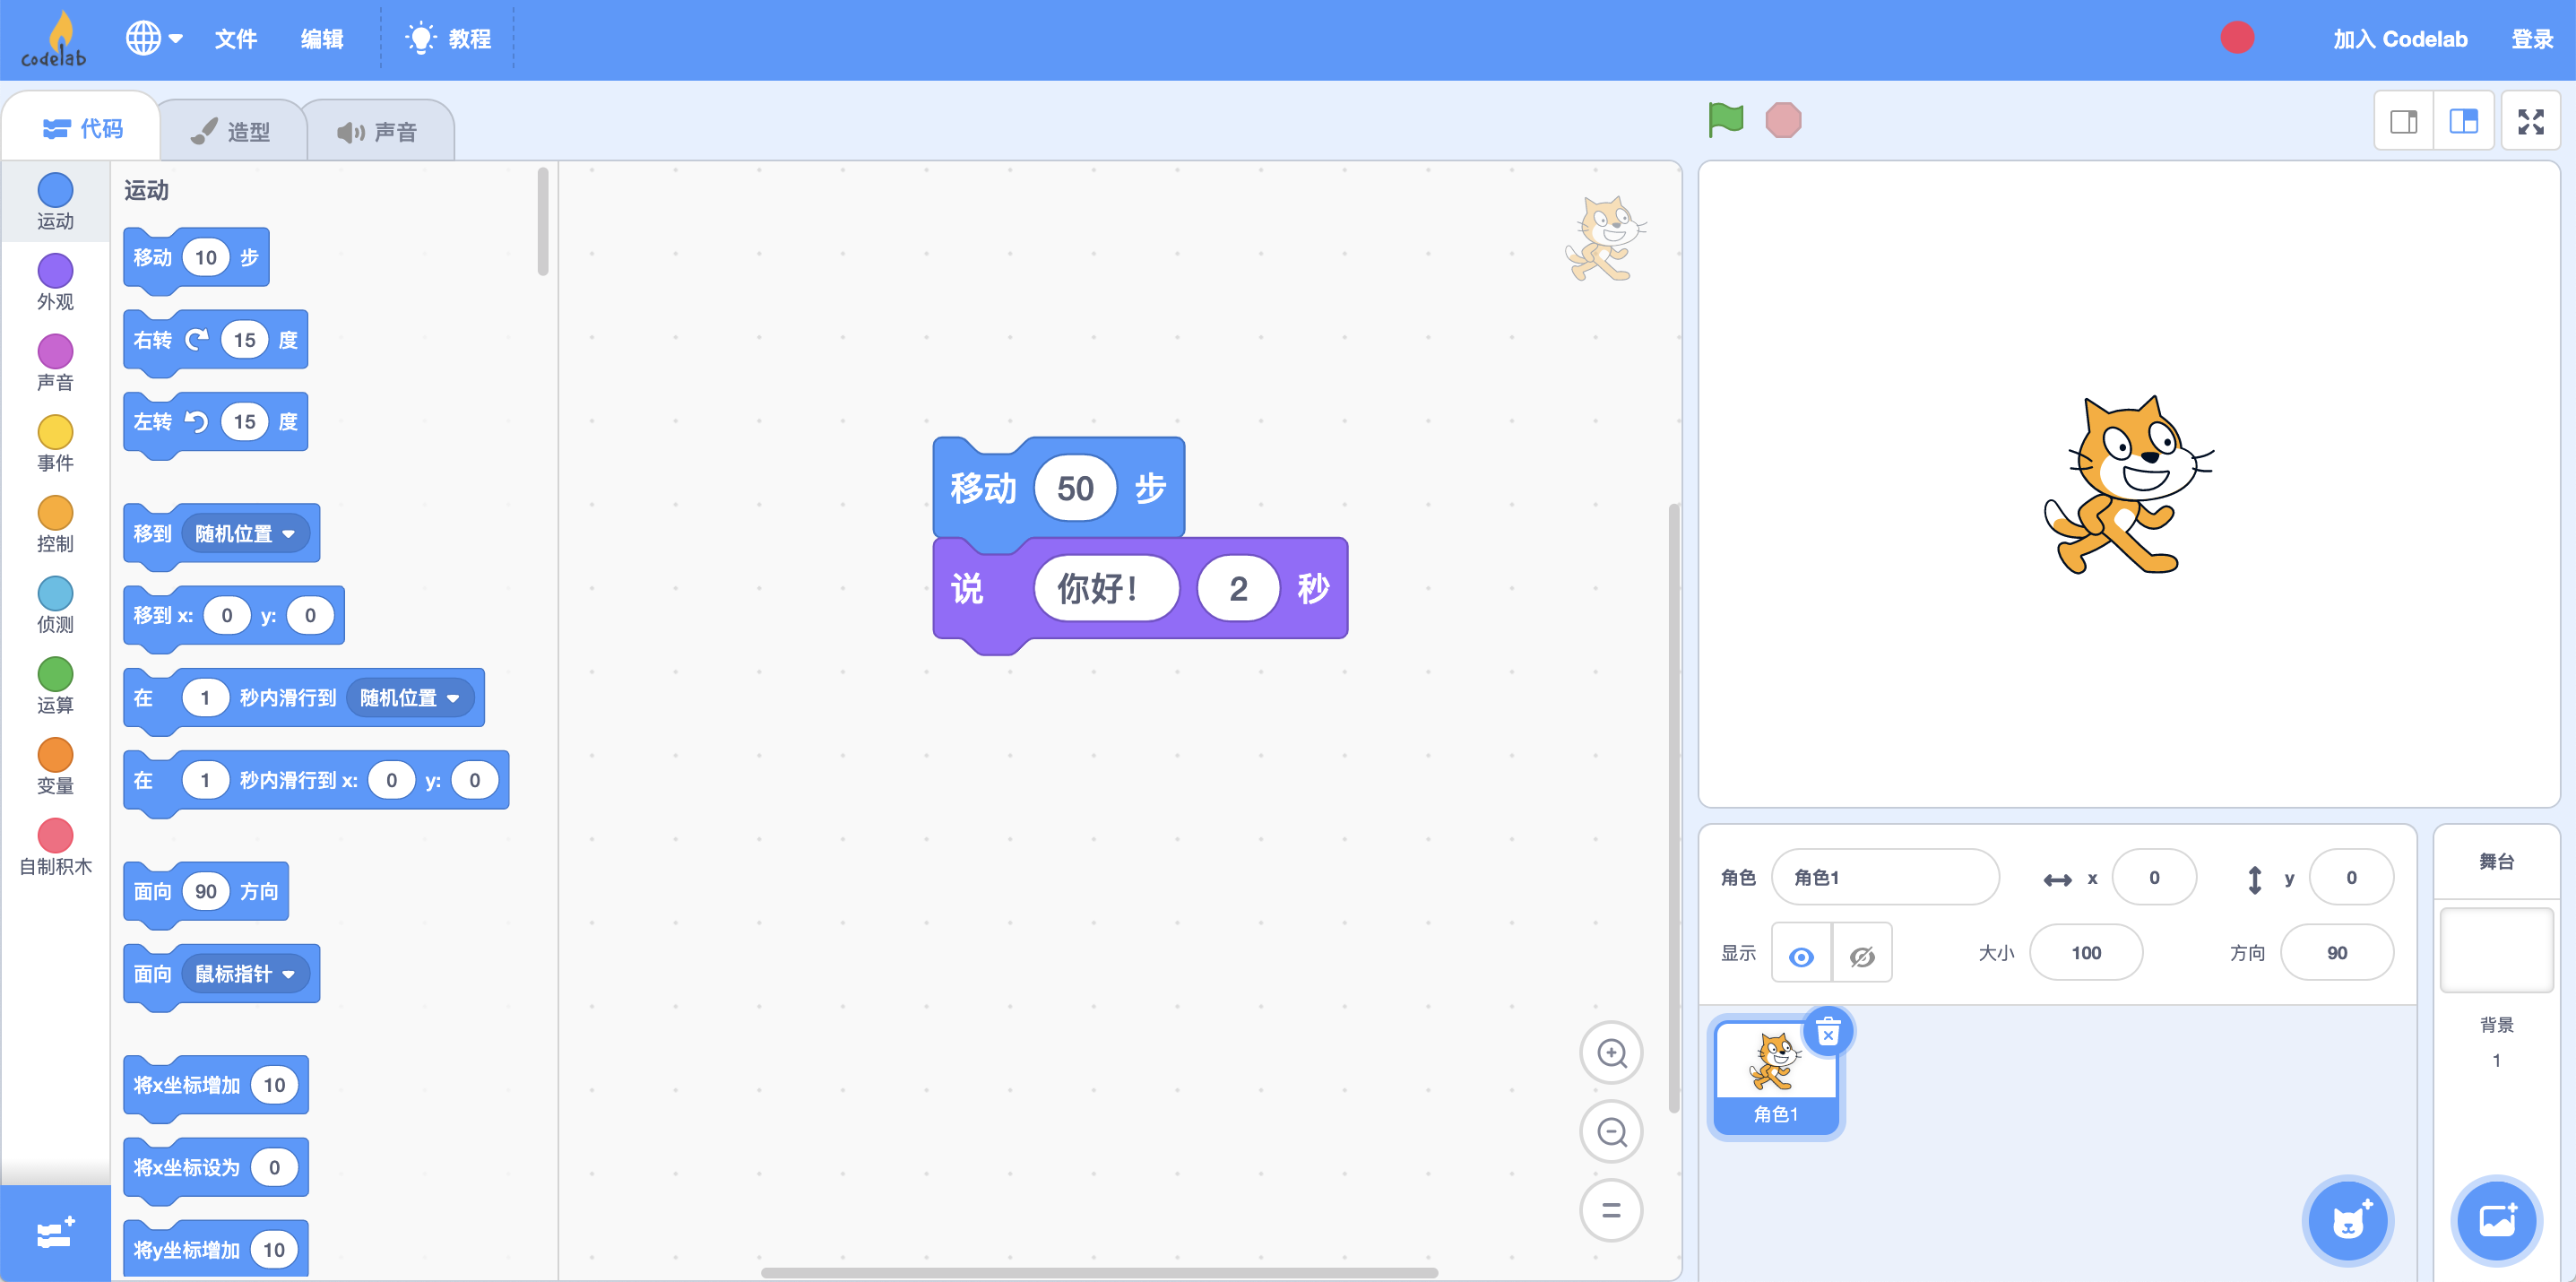 codelab
文件
编辑
教程
加入 Codelab
登录
代码
造型
声音
运动
外观
声音
事件
控制
侦测
运算
变量
自制积木
运动
移动 10 步
右转 15 度
左转 15 度
移到 随机位置
移到 x: 0 y: 0
在 1 秒内滑行到 随机位置
在 1 秒内滑行到 x: 0 y: 0
面向 90 方向
面向 鼠标指针
将x坐标增加 10
将x坐标设为 0
将y坐标增加 10
移动 50 步
说 你好! 2 秒
角色 角色1 x 0 y 0
显示 大小 100 方向 90
角色1
舞台
背景
1